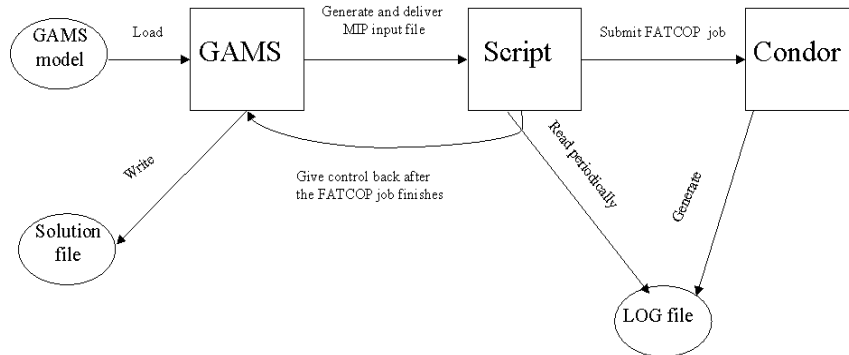 GAMS
model
Load
GAMS
Generate and deliver
MIP input file
Script
Submit FATCOP job
Condor
Write
Give control back after
the FATCOP job finishes
Read periodically
Generate
Solution
file
LOG file